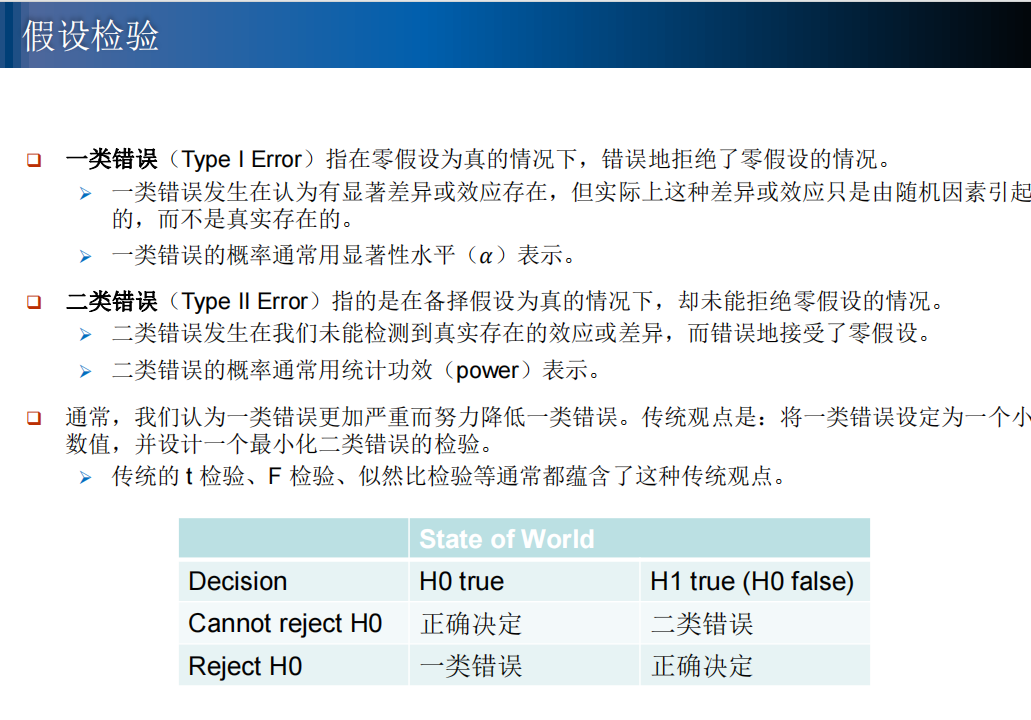 假设检验
一类错误（Type I Error）指在零假设为真的情况下，错误地拒绝了零假设的情况。
一类错误发生在认为有显著差异或效应存在，但实际上这种差异或效应只是由随机因素引起
的，而不是真实存在的。
一类错误的概率通常用显著性水平（α）表示。
二类错误（Type II Error）指的是在备择假设为真的情况下，却未能拒绝零假设的情况。
二类错误发生在我们未能检测到真实存在的效应或差异，而错误地接受了零假设。
二类错误的概率通常用统计功效（power）表示。
通常，我们认为一类错误更加严重而努力降低一类错误。传统观点是：将一类错误设定为一个小
数值，并设计一个最小化二类错误的检验。
传统的 t 检验、F 检验、似然比检验等通常都蕴含了这种传统观点。
State of World
Decision H0 true H1 true (H0 false)
Cannot reject H0 正确决定 二类错误
Reject H0 一类错误 正确决定